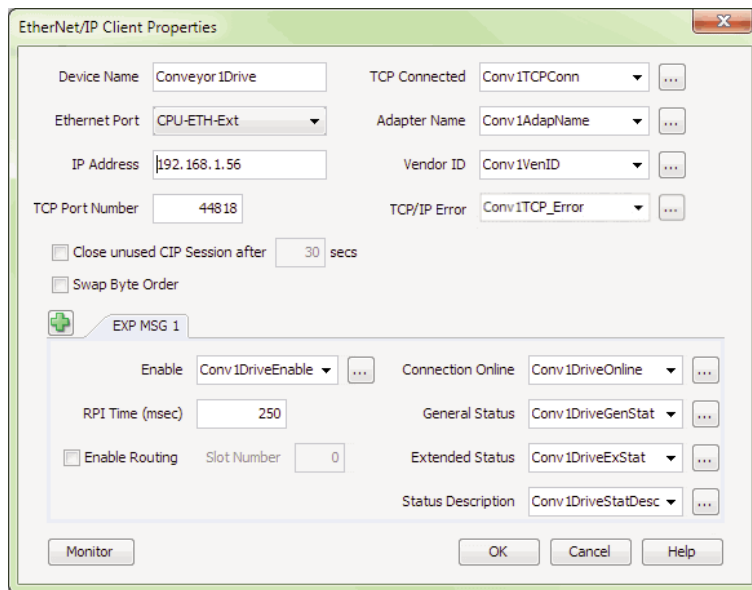 EtherNet/IP Client Properties
Device Name Conveyor1Drive TCP Connected Conv1TCPConn ...
Ethernet Port CPU-ETH-Ext Adapter Name Conv1AdapName ...
IP Address 192.168.1.56 Vendor ID Conv1VenID ...
TCP Port Number 44818 TCP/IP Error Conv1TCP_Error ...
Close unused CIP Session after 30 secs
Swap Byte Order
EXP MSG 1
Enable Conv1DriveEnable ... Connection Online Conv1DriveOnline ...
RPI Time (msec) 250 General Status Conv1DriveGenStat ...
Enable Routing Slot Number 0 Extended Status Conv1DriveExStat ...
Status Description Conv1DriveStatDesc ...
Monitor OK Cancel Help